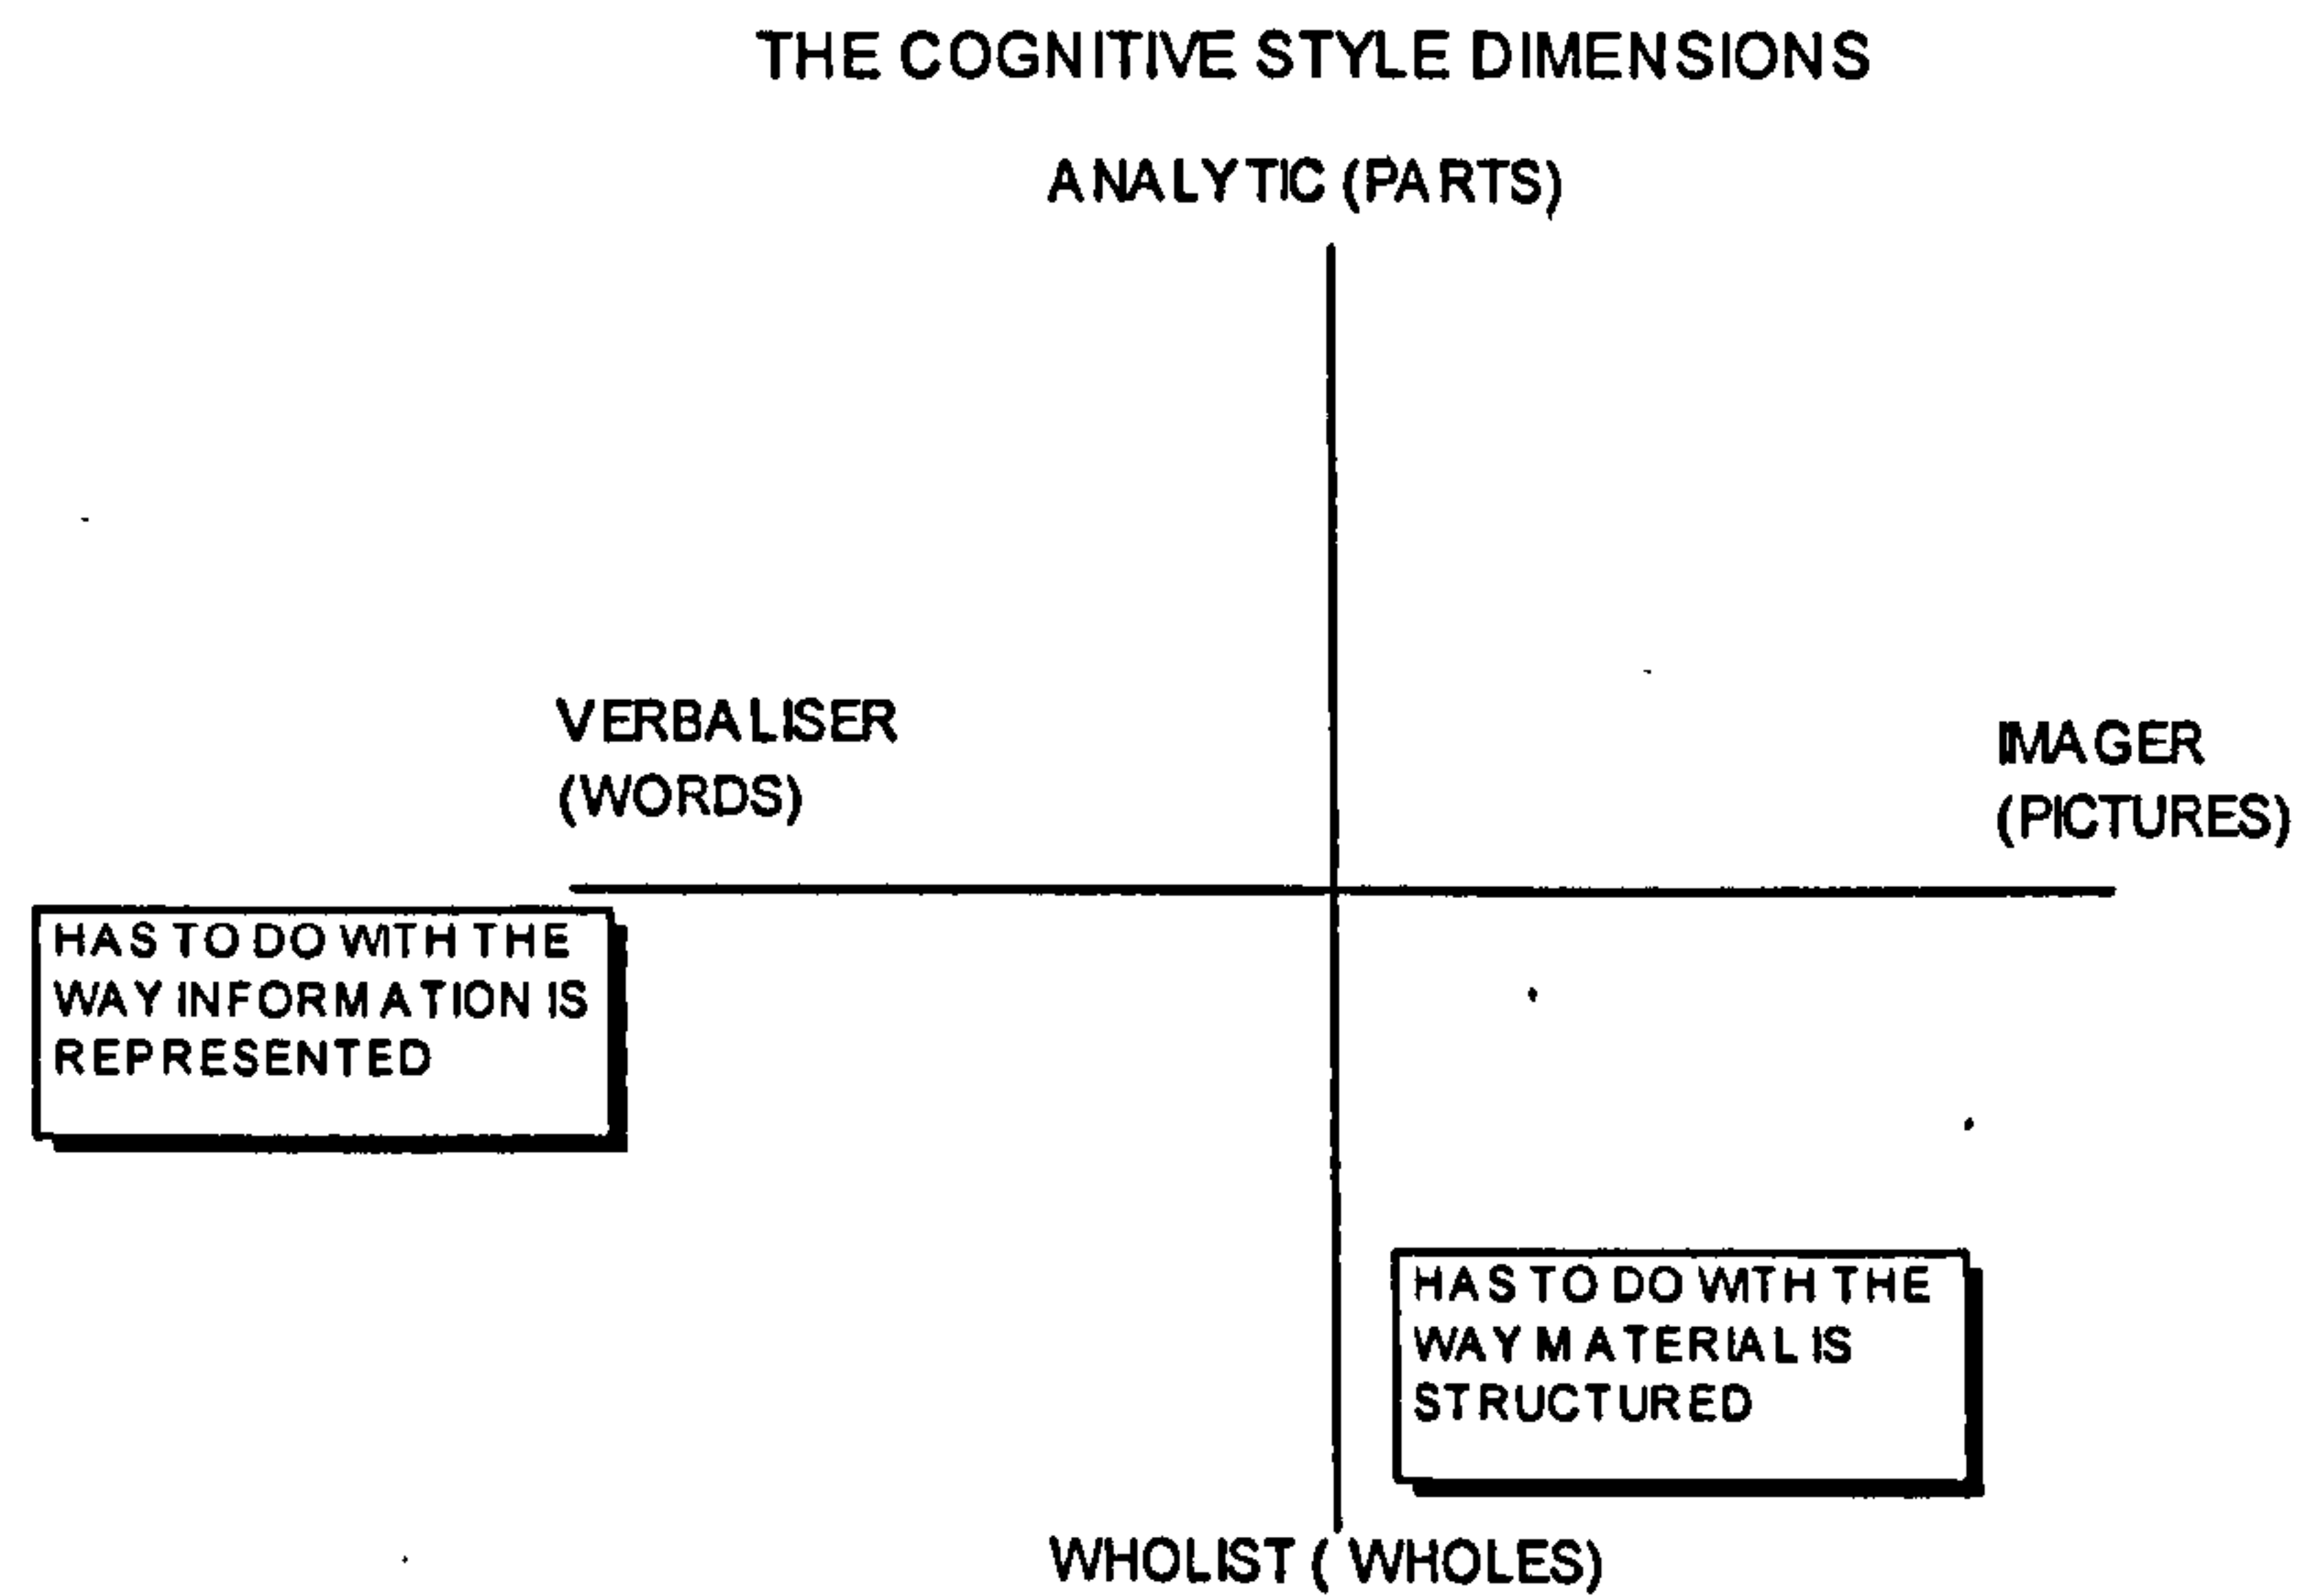 THE COGNITIVE STYLE DIMENSIONS
ANALYTIC (PARTS)
VERBALISER
(WORDS)
IMAGER
(PICTURES)
HAS TO DO WITH THE
WAY INFORMATION IS
REPRESENTED
HAS TO DO WITH THE
WAY MATERIAL IS
STRUCTURED
WHOLIST ( WHOLES)